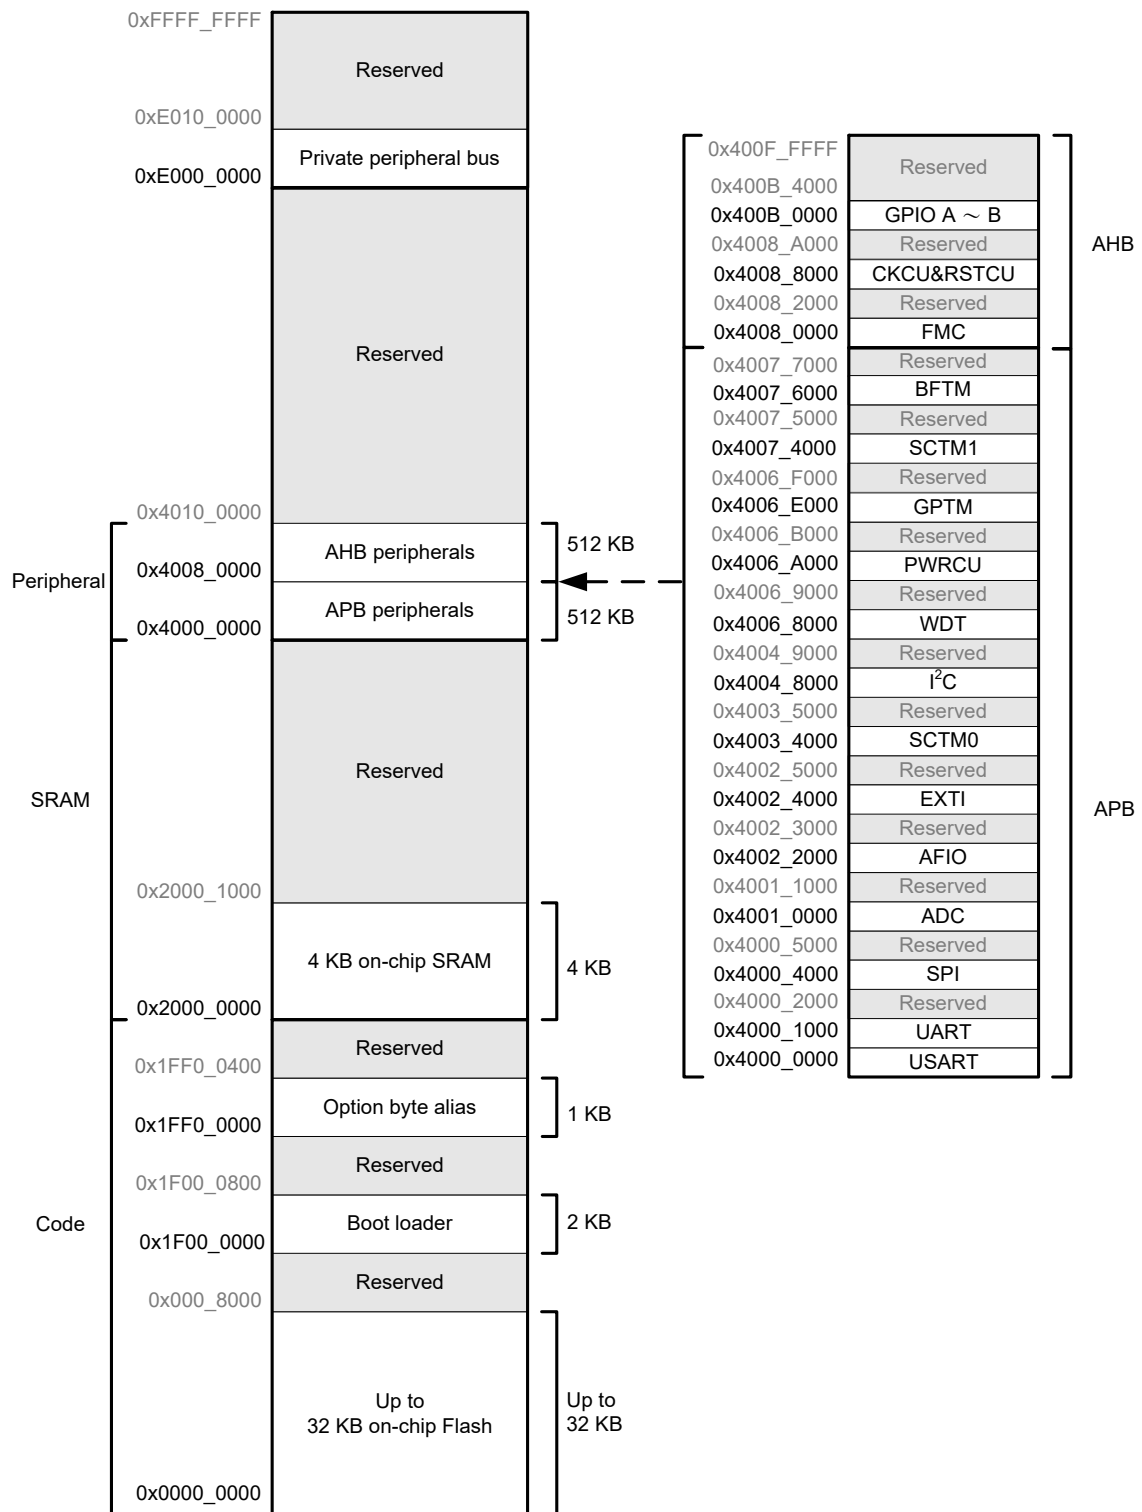 0xFFFF_FFFF
Reserved
0xE010_0000
Private peripheral bus
0xE000_0000
Reserved
0x4010_0000
AHB peripherals
512 KB
Peripheral
0x4008_0000
APB peripherals
512 KB
0x4000_0000
Reserved
SRAM
0x2000_1000
4 KB on-chip SRAM
4 KB
0x2000_0000
Reserved
0x1FF0_0400
Option byte alias
1 KB
0x1FF0_0000
Reserved
0x1F00_0800
Code
Boot loader
2 KB
0x1F00_0000
Reserved
0x000_8000
Up to
32 KB on-chip Flash
Up to
32 KB
0x0000_0000
0x400F_FFFF
Reserved
0x400B_4000
0x400B_0000 GPIO A ~ B
0x4008_A000 Reserved
AHB
0x4008_8000 CKCU&RSTCU
0x4008_2000 Reserved
0x4008_0000 FMC
0x4007_7000 Reserved
0x4007_6000 BFTM
0x4007_5000 Reserved
0x4007_4000 SCTM1
0x4006_F000 Reserved
0x4006_E000 GPTM
0x4006_B000 Reserved
0x4006_A000 PWRCU
0x4006_9000 Reserved
0x4006_8000 WDT
0x4004_9000 Reserved
0x4004_8000 I²C
0x4003_5000 Reserved
0x4003_4000 SCTM0
0x4002_5000 Reserved
0x4002_4000 EXTI
APB
0x4002_3000 Reserved
0x4002_2000 AFIO
0x4001_1000 Reserved
0x4001_0000 ADC
0x4000_5000 Reserved
0x4000_4000 SPI
0x4000_2000 Reserved
0x4000_1000 UART
0x4000_0000 USART